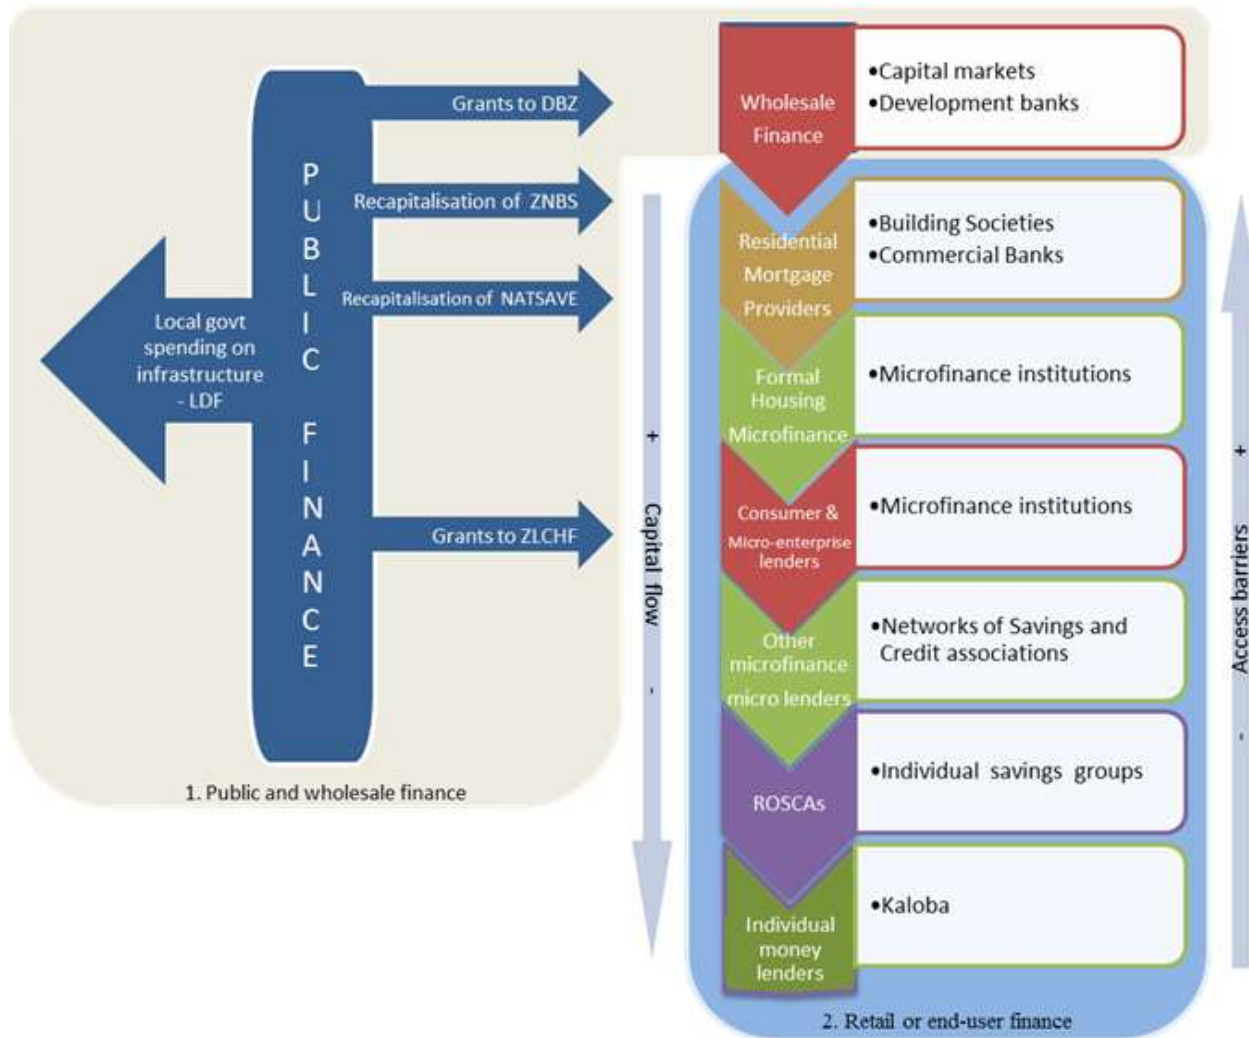 Grants to DBZ
Recapitalisation of ZNBS
Recapitalisation of NATSAVE
Grants to ZLCHF
Local govt
spending on
infrastructure
- LDF
PUBLIC FINANCE
1. Public and wholesale finance
Wholesale
Finance
•Capital markets
•Development banks
Residential
Mortgage
Providers
•Building Societies
•Commercial Banks
Formal
Housing
Microfinance
•Microfinance institutions
Consumer &
Micro-enterprise
lenders
•Microfinance institutions
Other
microfinance
micro lenders
•Networks of Savings and
Credit associations
ROSCAs
•Individual savings groups
Individual
money
lenders
•Kaloba
2. Retail or end-user finance
+ Capital flow -
+ Access barriers -